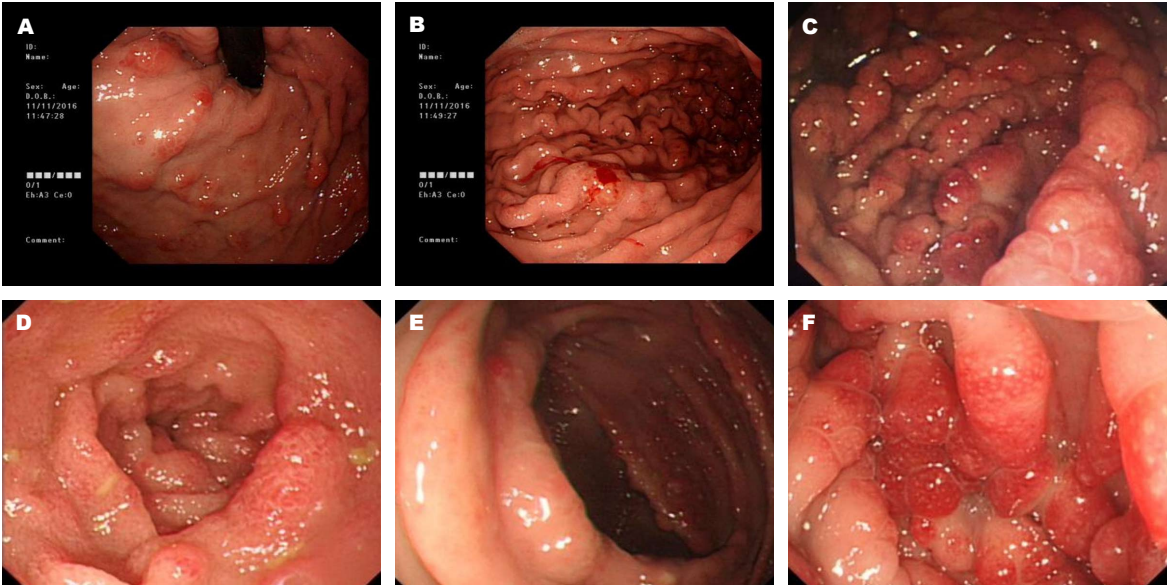 A
ID:
Name:
Sex: Age:
D.O.B.:
11/11/2016
11:47:28
■■■/■■■
0/1
Eh:A3 Ce:0
Comment:
B
ID:
Name:
Sex: Age:
D.O.B.:
11/11/2016
11:49:27
■■■/■■■
0/1
Eh:A3 Ce:0
Comment:
C
D
E
F